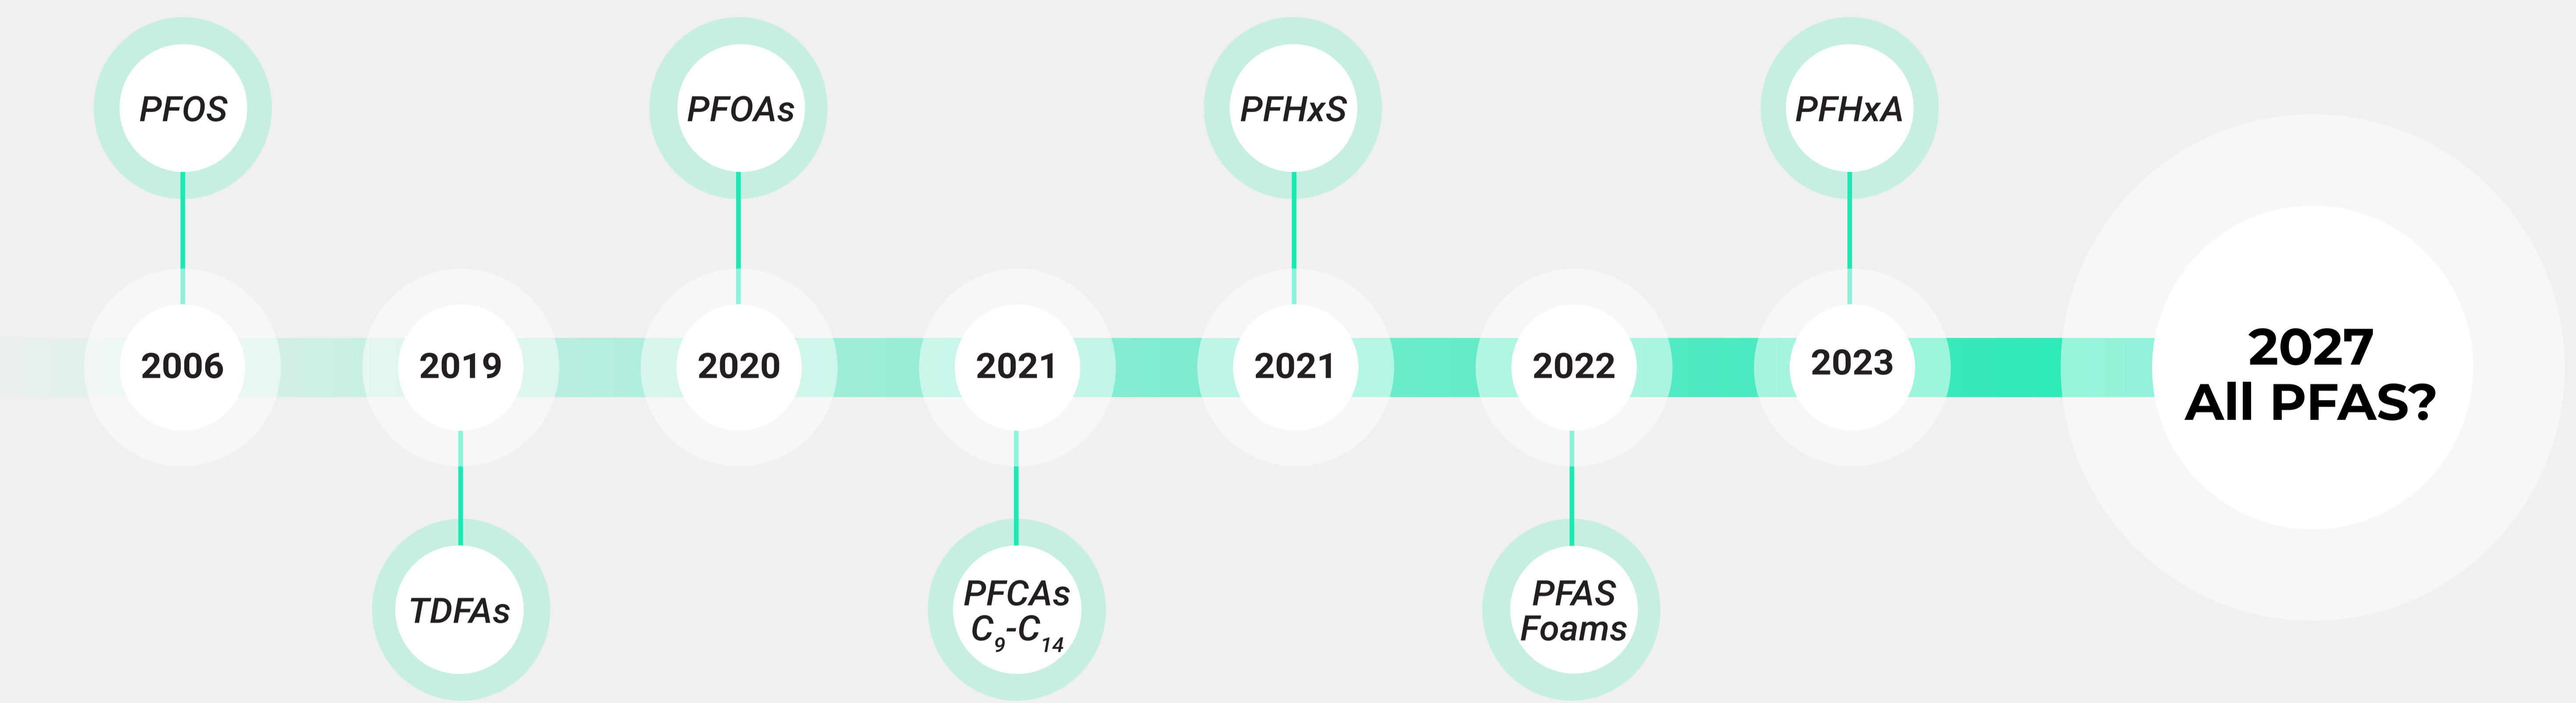 PFOS
PFOAs
PFHxS
PFHxA
2006
2019
2020
2021
2021
2022
2023
2027
All PFAS?
TDFAs
PFCAs
C₉-C₁₄
PFAS
Foams